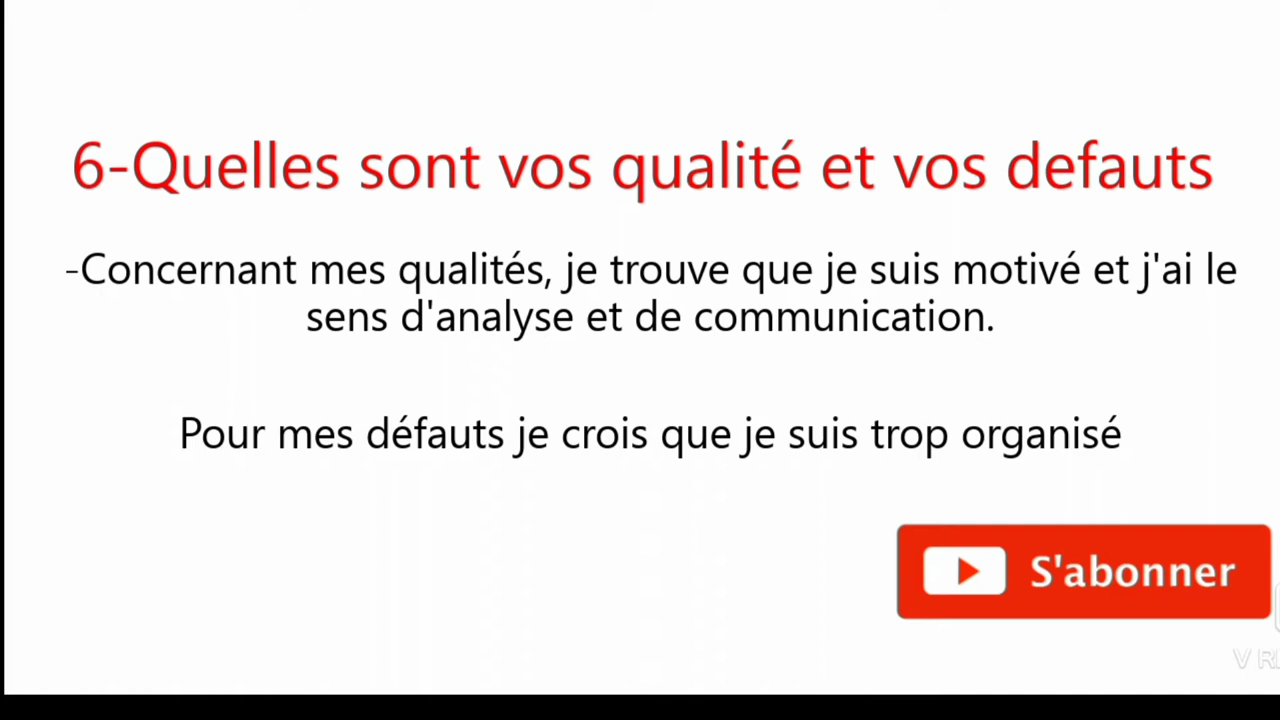 6-Quelles sont vos qualité et vos defauts
-Concernant mes qualités, je trouve que je suis motivé et j'ai le
sens d'analyse et de communication.
Pour mes défauts je crois que je suis trop organisé
S'abonner